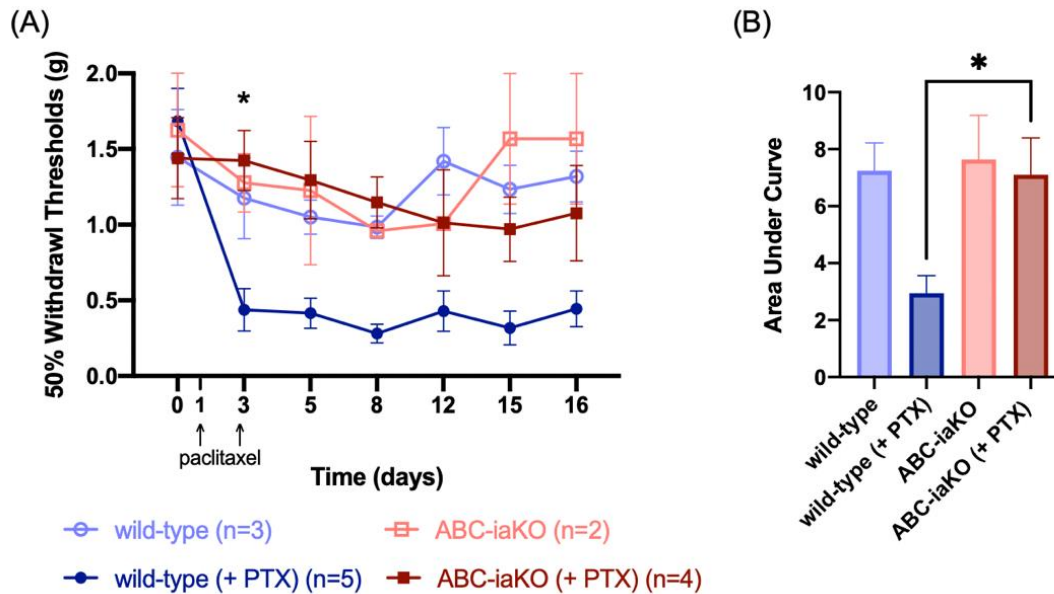 (A)
50% Withdrawl Thresholds (g)
2.0
1.5
1.0
0.5
0.0
*
0 1 3 5 8 12 15 16
↑ ↑
paclitaxel
Time (days)
wild-type (n=3)
ABC-iaKO (n=2)
wild-type (+ PTX) (n=5)
ABC-iaKO (+ PTX) (n=4)
(B)
Area Under Curve
10
8
6
4
2
0
*
wild-type
wild-type (+ PTX)
ABC-iaKO
ABC-iaKO (+ PTX)